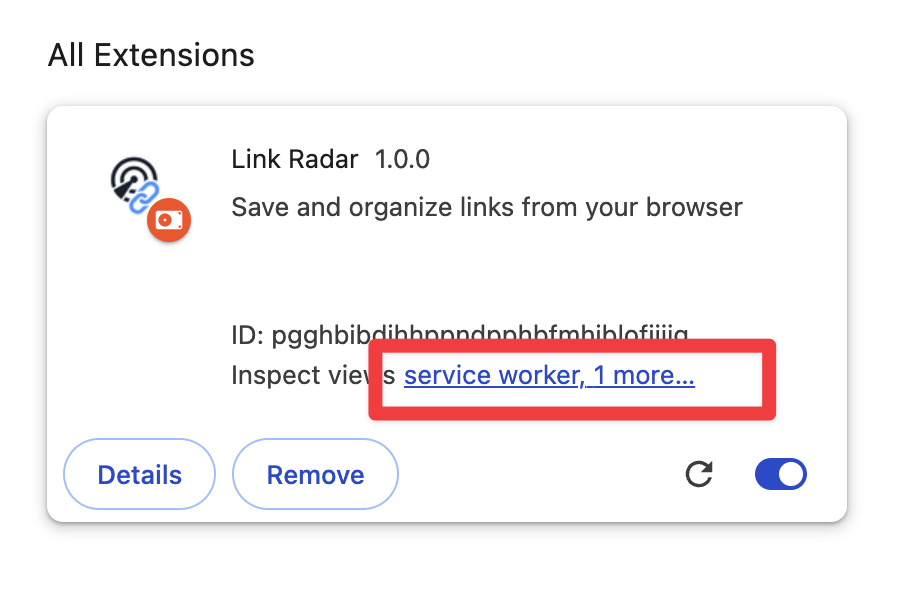 All Extensions
Link Radar 1.0.0
Save and organize links from your browser
ID:
Inspect views service worker, 1 more...
Details Remove